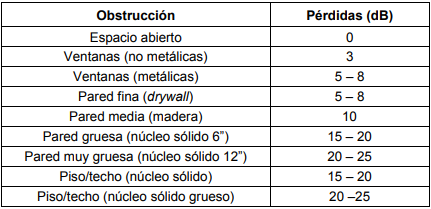 Obstrucción Pérdidas (dB)
Espacio abierto 0
Ventanas (no metálicas) 3
Ventanas (metálicas) 5 – 8
Pared fina (drywall) 5 – 8
Pared media (madera) 10
Pared gruesa (núcleo sólido 6”) 15 – 20
Pared muy gruesa (núcleo sólido 12”) 20 – 25
Piso/techo (núcleo sólido) 15 – 20
Piso/techo (núcleo sólido grueso) 20 –25